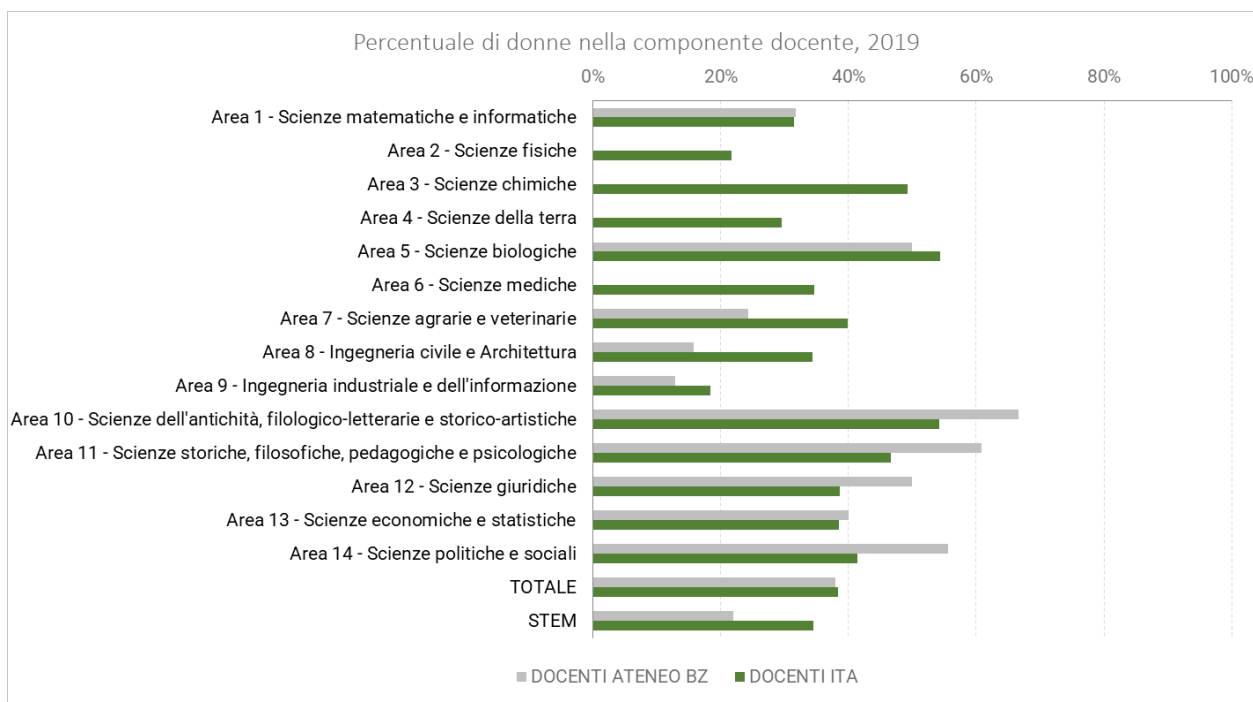 Percentuale di donne nella componente docente, 2019
0% 20% 40% 60% 80% 100%
Area 1 - Scienze matematiche e informatiche
Area 2 - Scienze fisiche
Area 3 - Scienze chimiche
Area 4 - Scienze della terra
Area 5 - Scienze biologiche
Area 6 - Scienze mediche
Area 7 - Scienze agrarie e veterinarie
Area 8 - Ingegneria civile e Architettura
Area 9 - Ingegneria industriale e dell'informazione
Area 10 - Scienze dell'antichità, filologico-letterarie e storico-artistiche
Area 11 - Scienze storiche, filosofiche, pedagogiche e psicologiche
Area 12 - Scienze giuridiche
Area 13 - Scienze economiche e statistiche
Area 14 - Scienze politiche e sociali
TOTALE
STEM
DOCENTI ATENEO BZ DOCENTI ITA